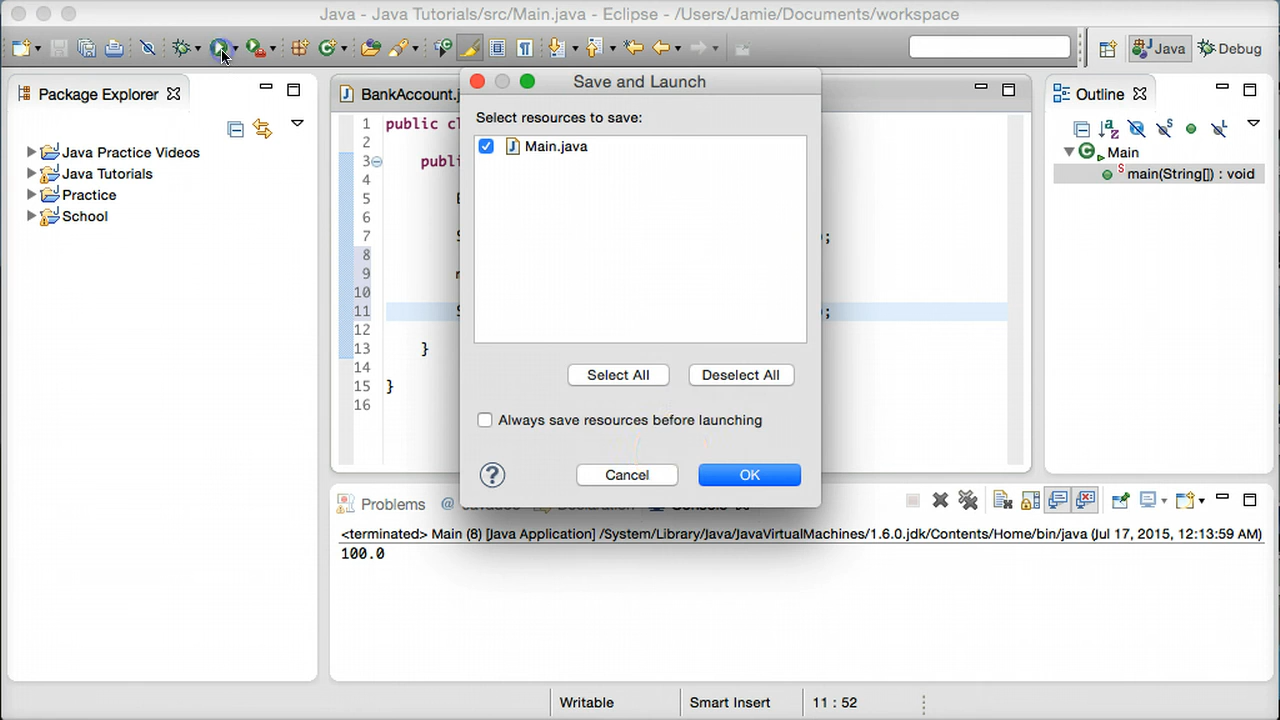 Java - Java Tutorials/src/Main.java - Eclipse - /Users/Jamie/Documents/workspace
Java
Debug
Package Explorer
Java Practice Videos
Java Tutorials
Practice
School
BankAccount.j
1 public cl
2
3 publi
4
5
6
7 ;
8
9
10
11 ;
12
13 }
14
15 }
16
Save and Launch
Select resources to save:
Main.java
Select All
Deselect All
Always save resources before launching
?
Cancel
OK
Outline
Main
main(String[]) : void
Problems
@
<terminated> Main (8) [Java Application] /System/Library/Java/JavaVirtualMachines/1.6.0.jdk/Contents/Home/bin/java (Jul 17, 2015, 12:13:59 AM)
100.0
Writable
Smart Insert
11 : 52